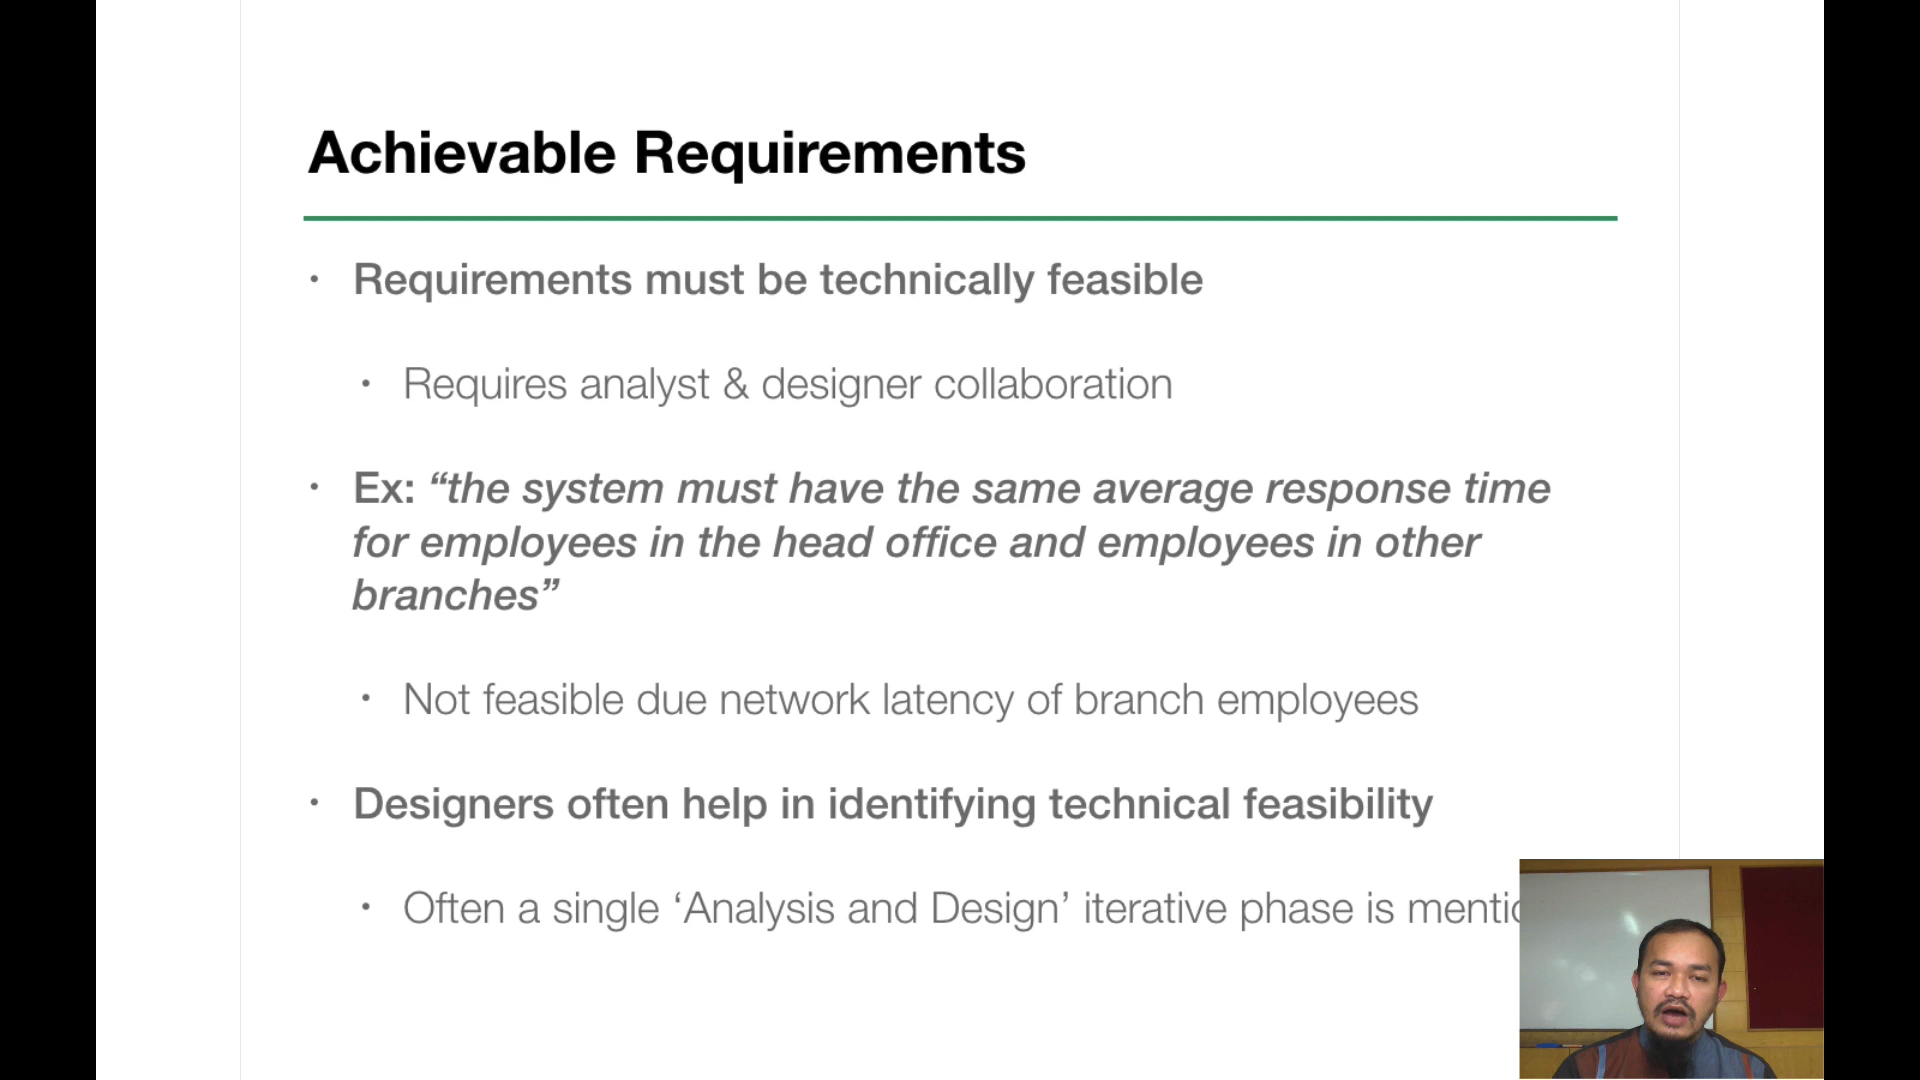 Achievable Requirements
• Requirements must be technically feasible
• Requires analyst & designer collaboration
• Ex: “the system must have the same average response time
for employees in the head office and employees in other
branches”
• Not feasible due network latency of branch employees
• Designers often help in identifying technical feasibility
• Often a single ‘Analysis and Design’ iterative phase is